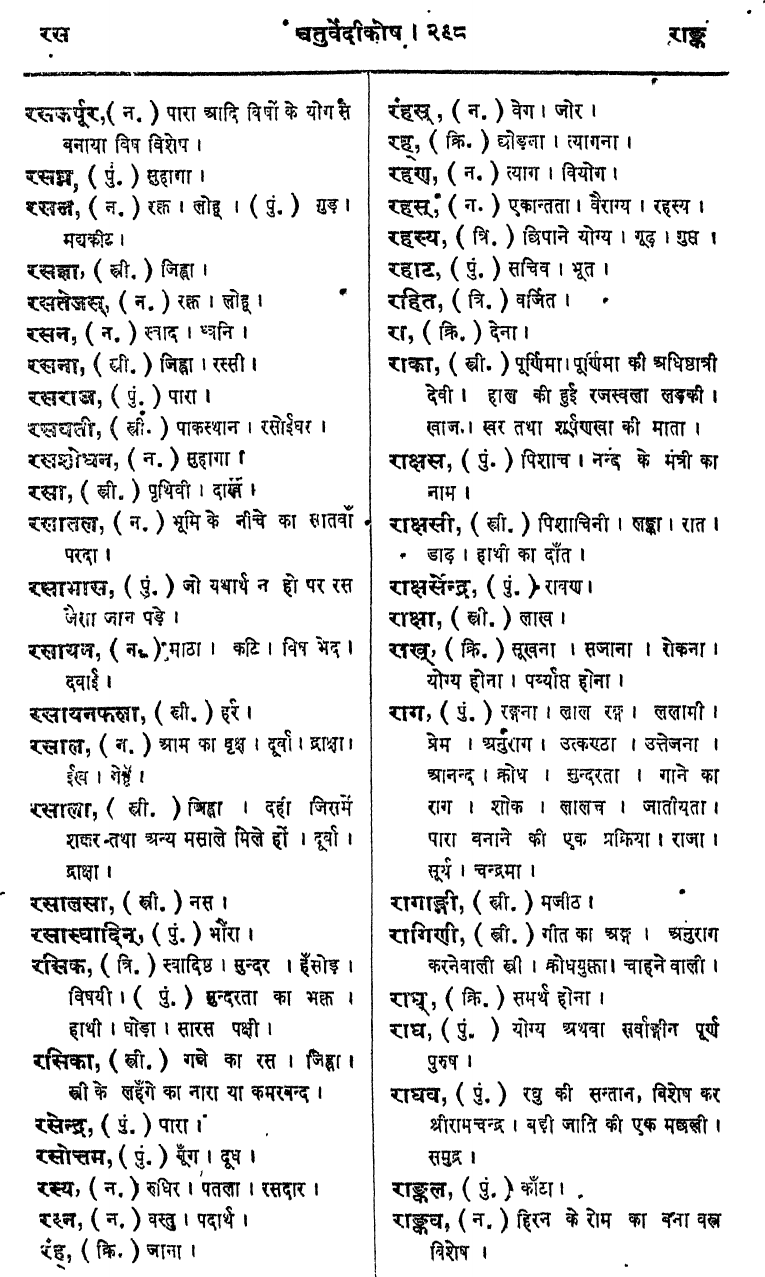 रस
चतुर्वेदीकोष । २९८
राङ्क
रसकर्पूर, ( न. ) पारा आदि विषों के योग से
बनाया विष विशेष ।
रसघ्न, ( पुं. ) सुहागा ।
रसज, ( न. ) रक्त । लोहू । ( पुं. ) गुड़ ।
मद्यकीट ।
रसज्ञा, ( स्त्री. ) जिह्वा ।
रसतेजस्, ( न. ) रक्त । लोहू ।
रसन, ( न. ) स्वाद । ध्वनि ।
रसना, ( स्त्री. ) जिह्वा । रस्सी ।
रसराज, ( पुं. ) पारा ।
रसवती, ( स्त्री. ) पाकस्थान । रसोईघर ।
रसशोधन, ( न. ) सुहागा ।
रसा, ( स्त्री. ) पृथिवी । दाख ।
रसातल, ( न. ) भूमि के नीचे का सातवाँ
परदा ।
रसाभास, ( पुं. ) जो यथार्थ न हो पर रस
जैसा जान पड़े ।
रसायन, ( न. ) माठा । कटि । विष भेद ।
दवाई ।
रसायनफला, ( स्त्री. ) हर्र ।
रसाल, ( न. ) आम का वृक्ष । दूर्वा । द्राक्षा ।
ईख । गेहूँ ।
रसाला, ( स्त्री. ) जिह्वा । दही जिसमें
शकर तथा अन्य मसाले मिले हों । दूर्वा ।
द्राक्षा ।
रसालसा, ( स्त्री. ) नस ।
रसास्वादिन्, ( पुं. ) भौंरा ।
रसिक, ( त्रि. ) स्वादिष्ठ । सुन्दर । हँसोड़ ।
विषयी । ( पुं. ) सुन्दरता का भक्त ।
हाथी । घोड़ा । सारस पक्षी ।
रसिका, ( स्त्री. ) गन्ने का रस । जिह्वा ।
स्त्री के लहँगे का नारा या कमरबन्द ।
रसेन्द्र, ( पुं. ) पारा ।
रसोत्तम, ( पुं. ) मूँग । दूध ।
रस्य, ( न. ) रुधिर । पतला । रसदार ।
रश्न, ( न. ) वस्तु । पदार्थ ।
रंह्, ( क्रि. ) जाना ।
रंहस्, ( न. ) वेग । जोर ।
रह्, ( क्रि. ) छोड़ना । त्यागना ।
रहण, ( न. ) त्याग । वियोग ।
रहस्, ( न. ) एकान्तता । वैराग्य । रहस्य ।
रहस्य, ( त्रि. ) छिपाने योग्य । गूढ़ । गुप्त ।
रहाट, ( पुं. ) सचिव । भूत ।
रहित, ( त्रि. ) वर्जित ।
रा, ( क्रि. ) देना ।
राका, ( स्त्री. ) पूर्णिमा । पूर्णिमा की अधिष्ठात्री
देवी । हाल की हुई रजस्वला लड़की ।
खाज । खर तथा शूर्पणखा की माता ।
राक्षस, ( पुं. ) पिशाच । नन्द के मंत्री का
नाम ।
राक्षसी, ( स्त्री. ) पिशाचिनी । लङ्का । रात ।
डाढ़ । हाथी का दाँत ।
राक्षसेन्द्र, ( पुं. ) रावण ।
राक्षा, ( स्त्री. ) लाख ।
राख्, ( क्रि. ) सूखना । सजाना । रोकना ।
योग्य होना । पर्य्याप्त होना ।
राग, ( पुं. ) रङ्गना । लाल रङ्ग । ललामी ।
प्रेम । अनुराग । उत्कण्ठा । उत्तेजना ।
आनन्द । क्रोध । सुन्दरता । गाने का
राग । शोक । लालच । जातीयता ।
पारा बनाने की एक प्रक्रिया । राजा ।
सूर्य । चन्द्रमा ।
रागाङ्गी, ( स्त्री. ) मजीठ ।
रागिणी, ( स्त्री. ) गीत का अङ्ग । अनुराग
करनेवाली स्त्री । क्रोधयुक्ता । चाहने वाली ।
राघ्, ( क्रि. ) समर्थ होना ।
राघ, ( पुं. ) योग्य अथवा सर्वाङ्गीन पूर्ण
पुरुष ।
राघव, ( पुं. ) रघु की सन्तान, विशेष कर
श्रीरामचन्द्र । बड़ी जाति की एक मछली ।
समुद्र ।
राङ्कल, ( पुं. ) काँटा ।
राङ्कव, ( न. ) हिरन के रोम का बना वस्त्र
विशेष ।